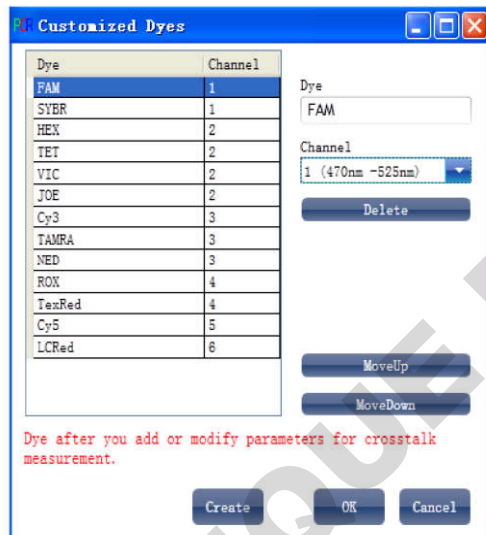 PCR Customized Dyes
Dye Channel
FAM 1
SYBR 1
HEX 2
TET 2
VIC 2
JOE 2
Cy3 3
TAMRA 3
NED 3
ROX 4
TexRed 4
Cy5 5
LCRed 6
Dye
FAM
Channel
1 (470nm -525nm)
Delete
MoveUp
MoveDown
Dye after you add or modify parameters for crosstalk
measurement.
Create OK Cancel